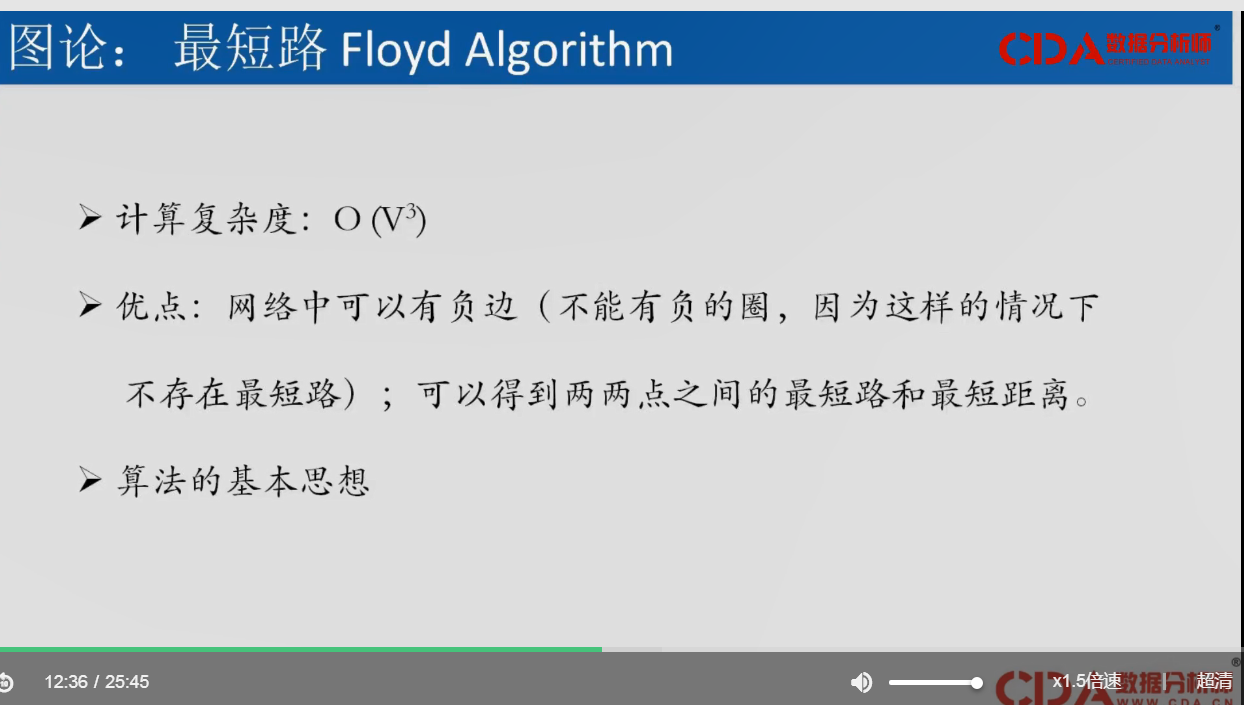 图论： 最短路 Floyd Algorithm
CDA 数据分析师
计算复杂度：O (V³)
优点：网络中可以有负边（不能有负的圈，因为这样的情况下
不存在最短路）；可以得到两两点之间的最短路和最短距离。
算法的基本思想
12:36 / 25:45
x1.5倍速
超清
CDA 数据分析师
WWW.CDA.CN